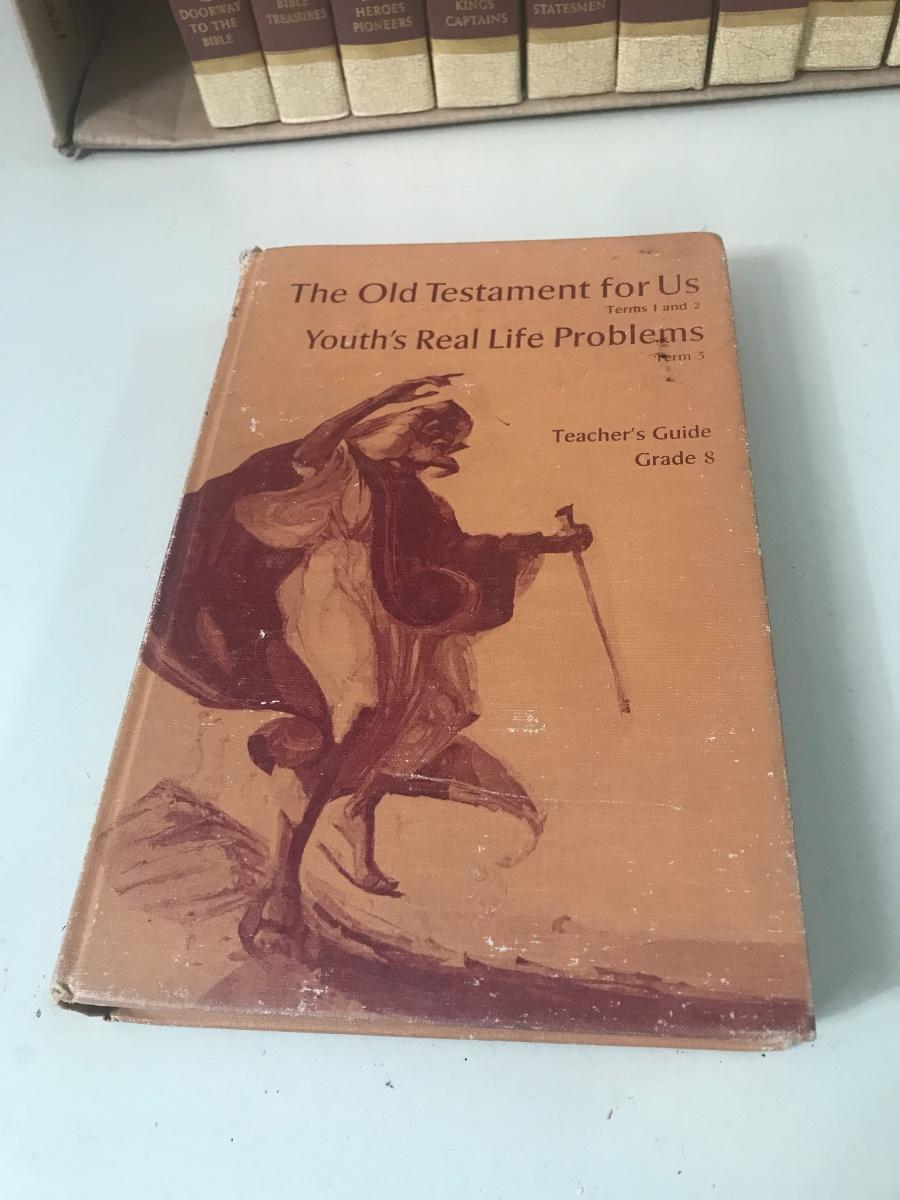 DOORWAY
TO THE
BIBLE
BIBLE
TREASURES
HEROES
PIONEERS
KINGS
CAPTAINS
STATESMEN
The Old Testament for Us
Terms 1 and 2
Youth's Real Life Problems
Term 3
Teacher's Guide
Grade 8